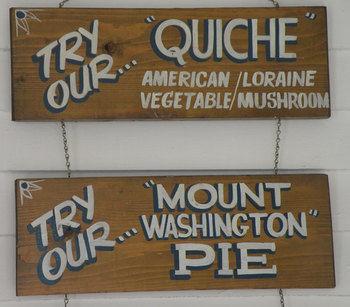 TRY OUR... "QUICHE"
AMERICAN/LORAINE
VEGETABLE/MUSHROOM
TRY OUR... "MOUNT
WASHINGTON"
PIE